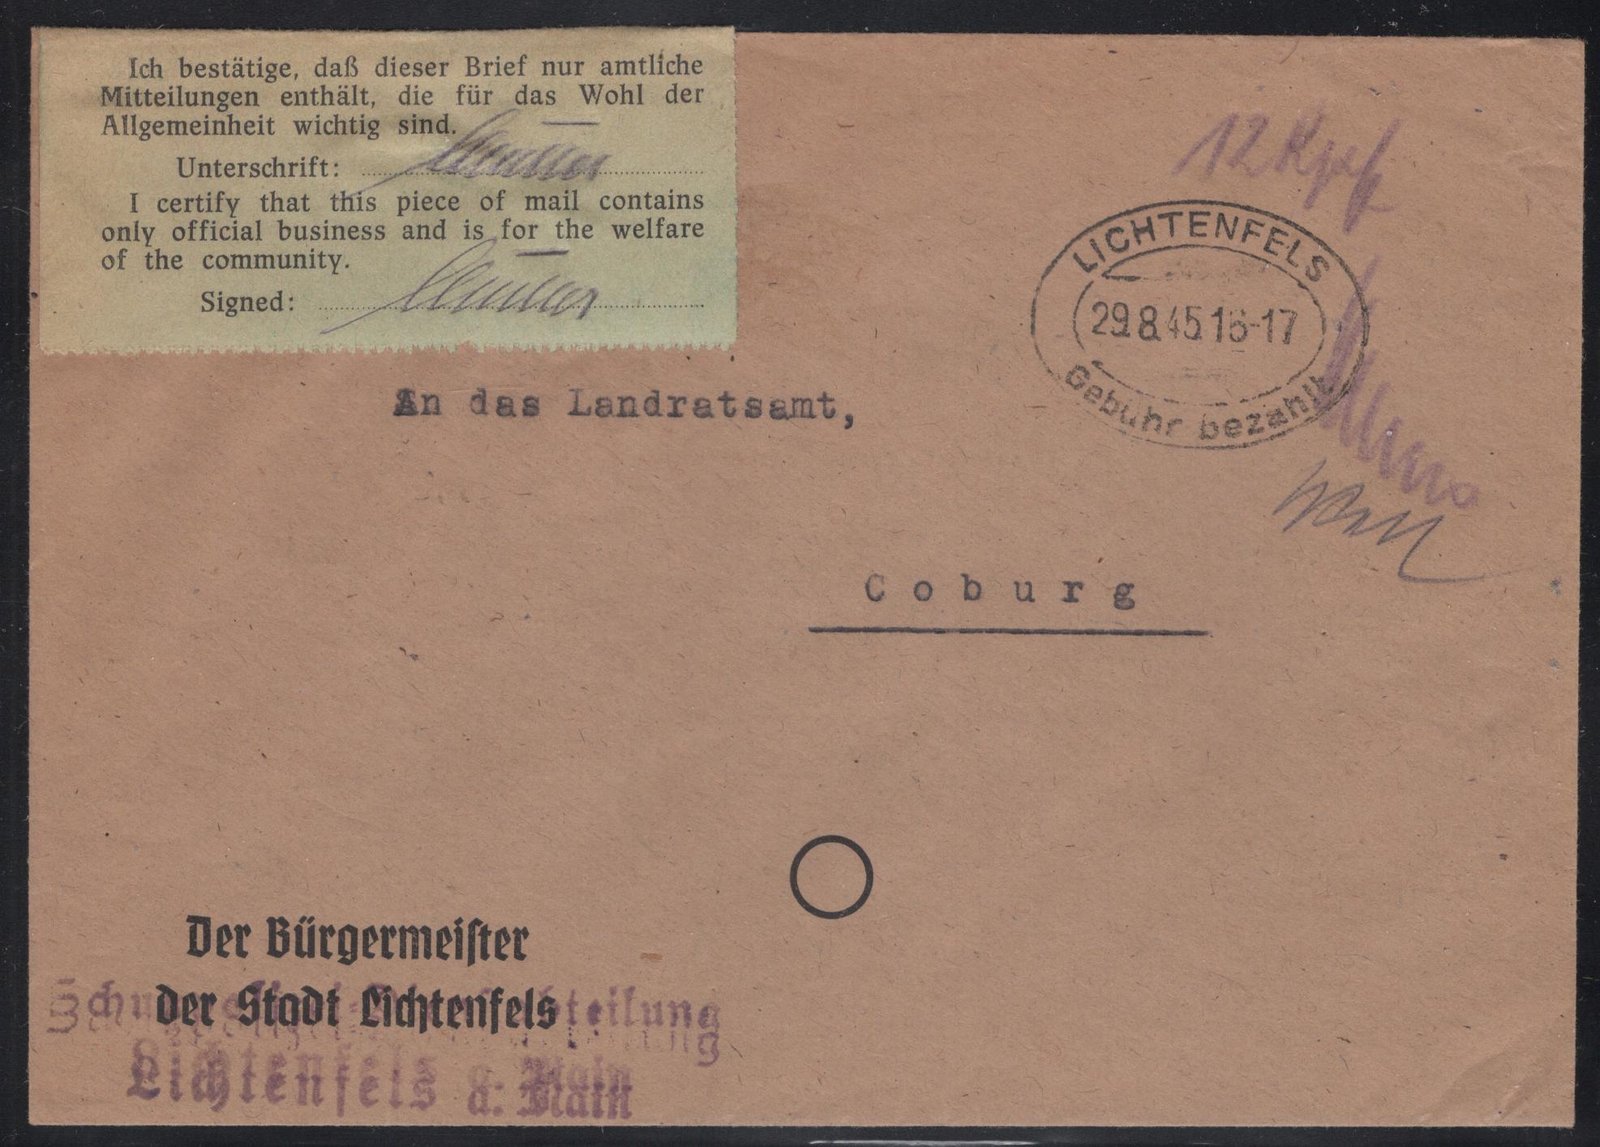 Ich bestätige, daß dieser Brief nur amtliche
Mitteilungen enthält, die für das Wohl der
Allgemeinheit wichtig sind.
Unterschrift:
I certify that this piece of mail contains
only official business and is for the welfare
of the community.
Signed:
12 Rpf
LICHTENFELS
29.8.45.16-17
Gebühr bezahlt
An das Landratsamt,
Coburg
Der Bürgermeister
der Stadt Lichtenfels
Lichtenfels a. Main